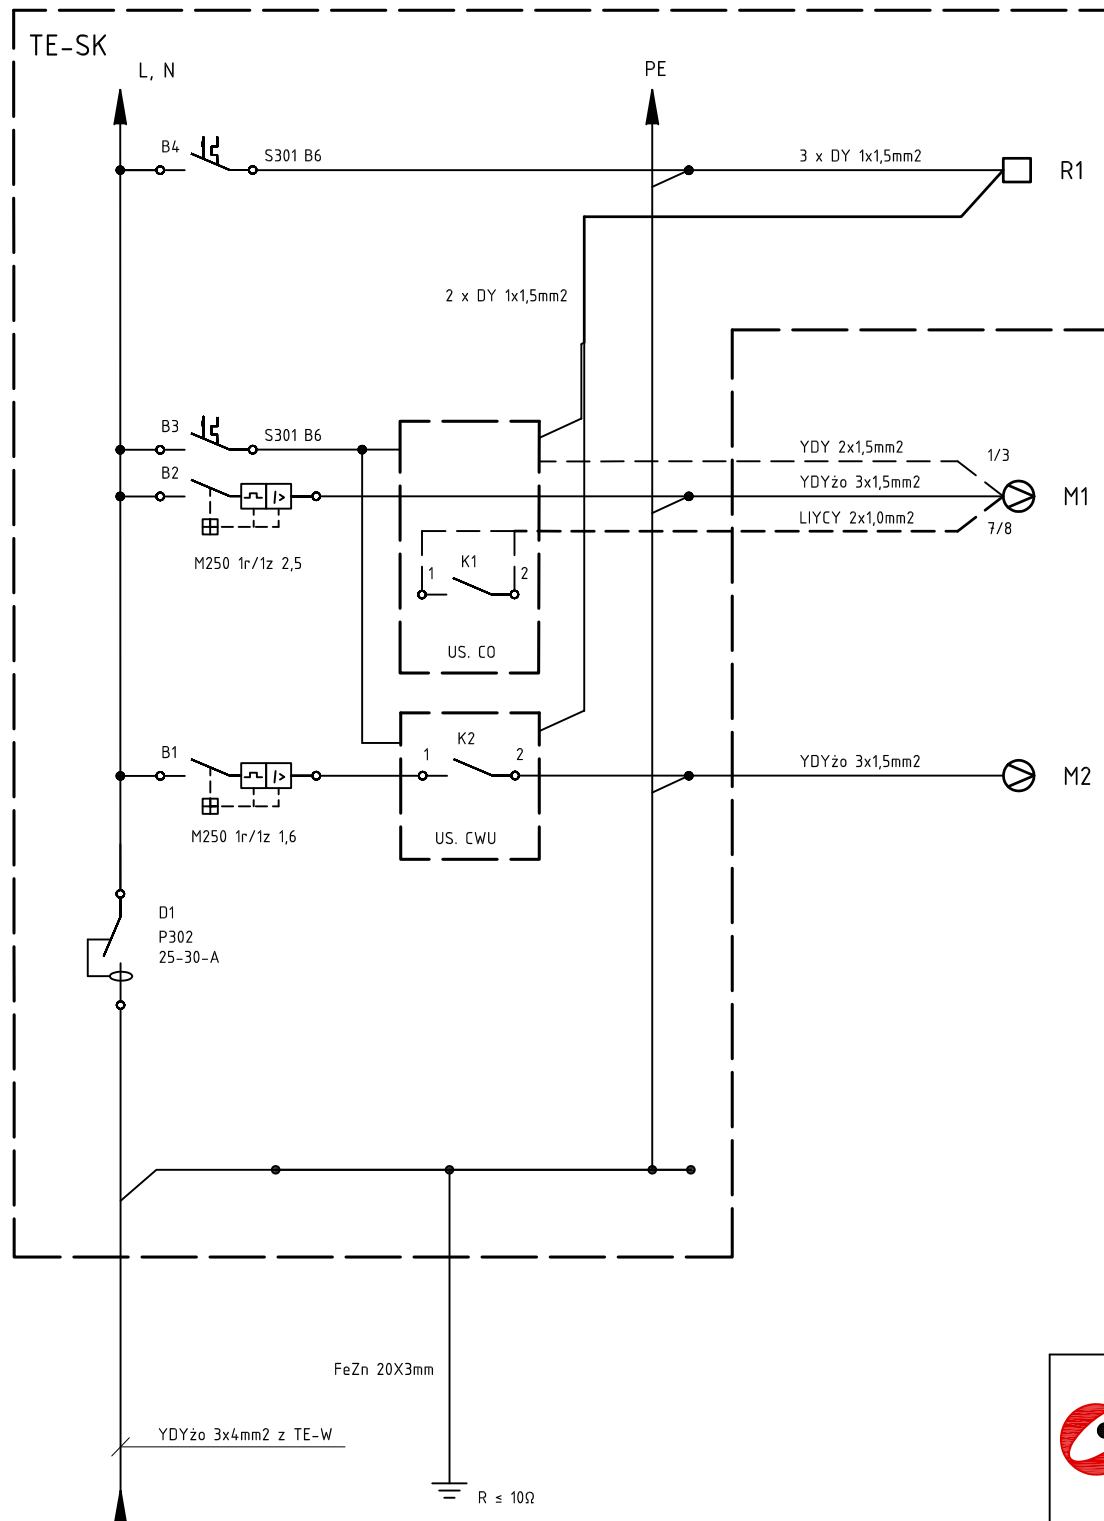 TE-SK
L, N
PE
B4
S301 B6
3 x DY 1x1,5mm2
R1
2 x DY 1x1,5mm2
B3
S301 B6
YDY 2x1,5mm2
1/3
B2
YDYżo 3x1,5mm2
M1
LIYCY 2x1,0mm2
7/8
M250 1r/1z 2,5
K1
1
2
US. CO
B1
K2
1
2
YDYżo 3x1,5mm2
M2
M250 1r/1z 1,6
US. CWU
D1
P302
25-30-A
FeZn 20X3mm
YDYżo 3x4mm2 z TE-W
R ≤ 10Ω